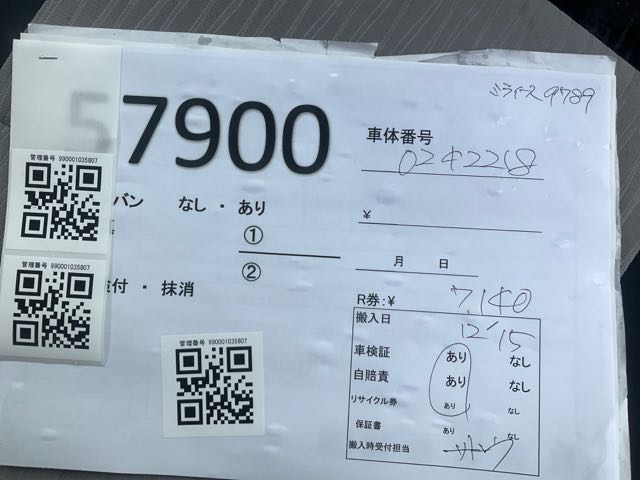 ミライース 9789
57900
車体番号
0242218
管理番号 990001035807
バン なし ・ あり
¥
①
②
月 日
管理番号 990001035807
付 ・ 抹消
R券:¥ 7,140
搬入日 12/15
管理番号 990001035807
車検証 あり なし
自賠責 あり なし
リサイクル券 あり なし
保証書 あり なし
搬入時受付担当